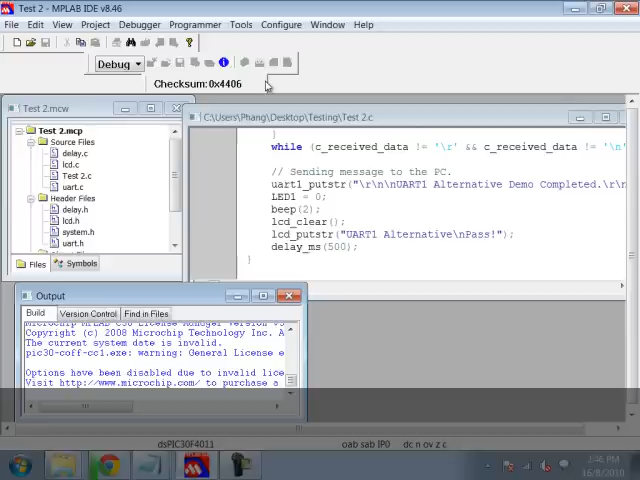 Test 2 - MPLAB IDE v8.46
File Edit View Project Debugger Programmer Tools Configure Window Help
Debug
Checksum: 0x4406
Test 2.mcw
Test 2.mcp
Source Files
delay.c
lcd.c
Test 2.c
uart.c
Header Files
delay.h
lcd.h
system.h
uart.h
Files Symbols
C:\Users\Phang\Desktop\Testing\Test 2.c
}
while (c_received_data != '\r' && c_received_data != '\n'
// Sending message to the PC.
uart1_putstr("\r\n\nUART1 Alternative Demo Completed.\r\n
LED1 = 0;
beep(2);
lcd_clear();
lcd_putstr("UART1 Alternative\nPass!");
delay_ms(500);
}
Output
Build Version Control Find in Files
Copyright (c) 2008 Microchip Technology Inc. A
The current system date is invalid.
pic30-coff-cc1.exe: warning: General License e
Options have been disabled due to invalid lice
Visit http://www.microchip.com/ to purchase a
dsPIC30F4011 oab sab IP0 dc n ov z c
3:46 PM
16/8/2010